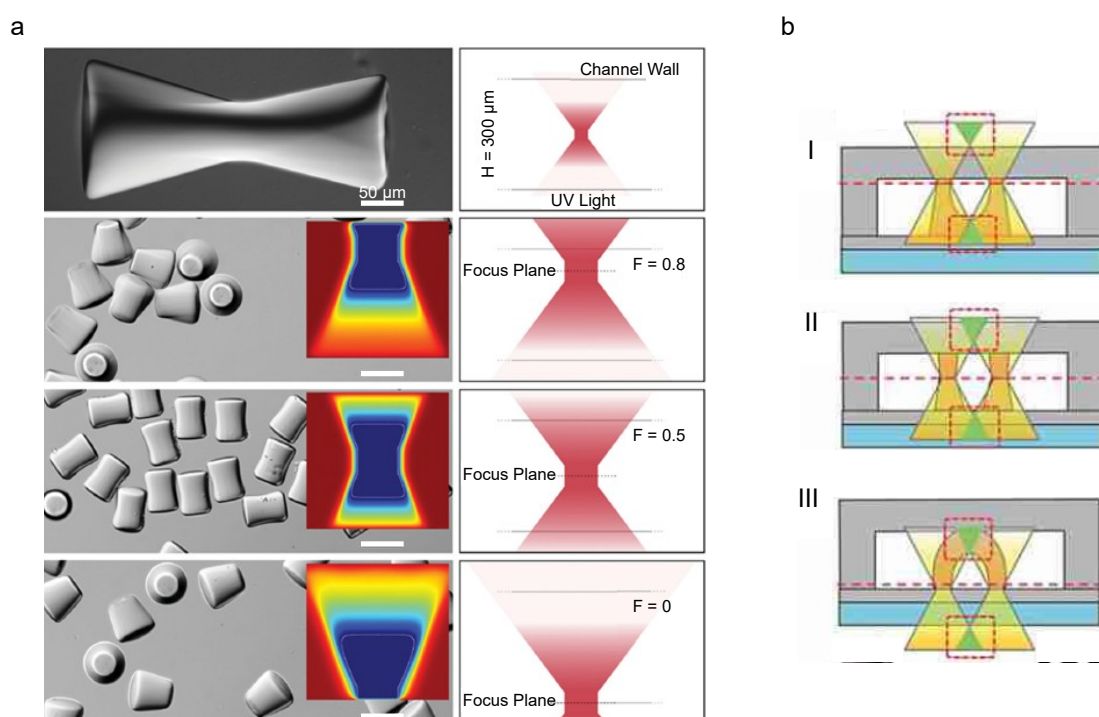 a
b
Channel Wall
H = 300 μm
50 μm
UV Light
Focus Plane
F = 0.8
F = 0.5
Focus Plane
F = 0
Focus Plane
I
II
III